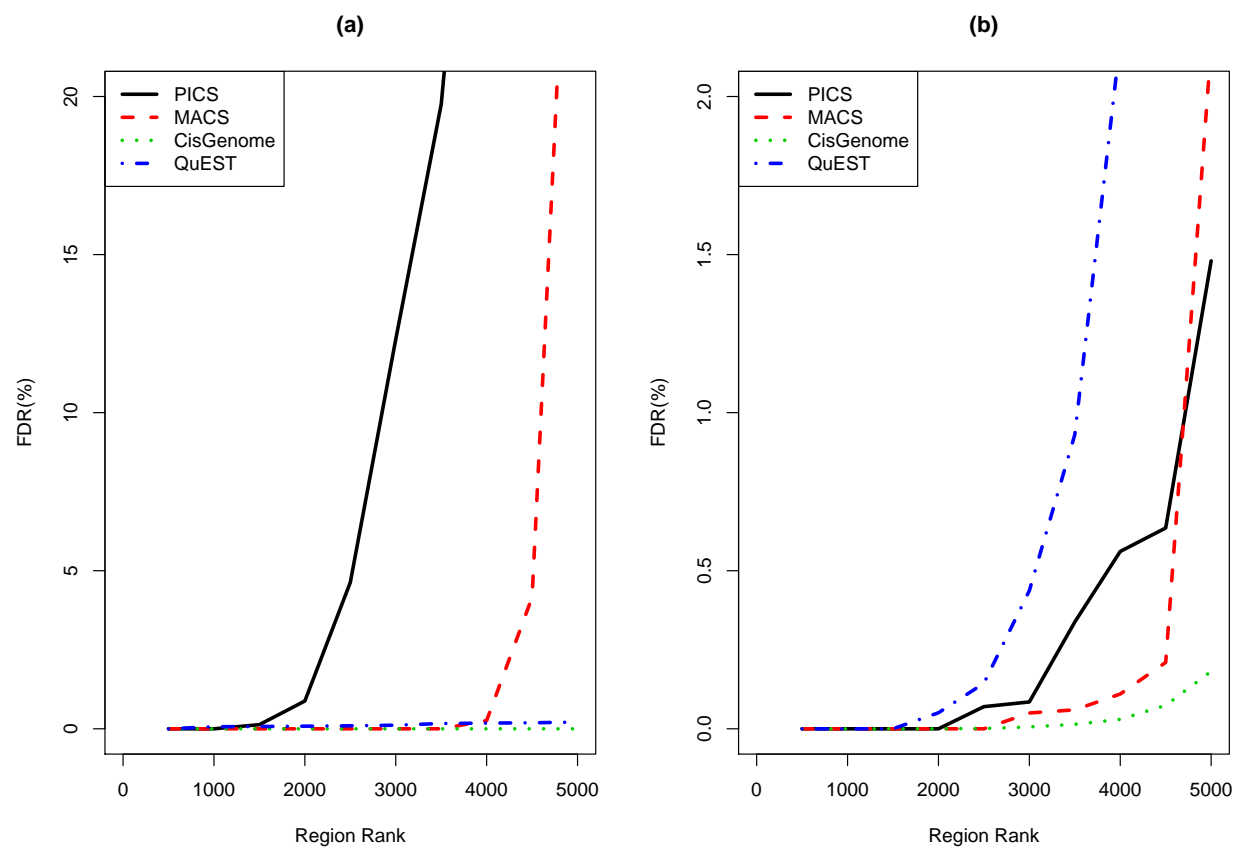 (a)
PICS
MACS
CisGenome
QuEST
20
15
10
5
0
FDR(%)
0 1000 2000 3000 4000 5000
Region Rank
(b)
PICS
MACS
CisGenome
QuEST
2.0
1.5
1.0
0.5
0.0
FDR(%)
0 1000 2000 3000 4000 5000
Region Rank